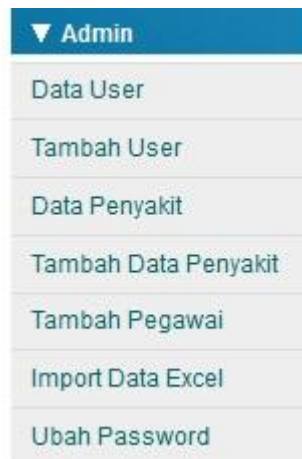 ▼ Admin
Data User
Tambah User
Data Penyakit
Tambah Data Penyakit
Tambah Pegawai
Import Data Excel
Ubah Password